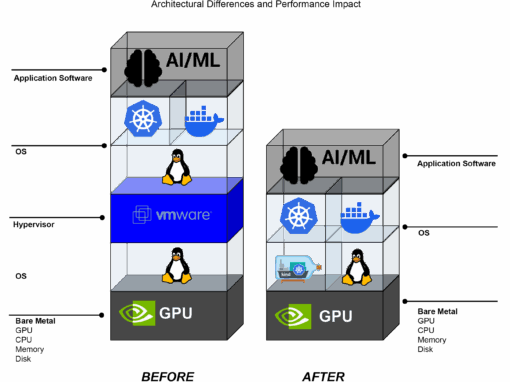 Architectural Differences and Performance Impact
AI/ML
Application Software
OS
vmware
Hypervisor
OS
GPU
Bare Metal
GPU
CPU
Memory
Disk
BEFORE
AI/ML
Application Software
OS
kind
GPU
Bare Metal
GPU
CPU
Memory
Disk
AFTER